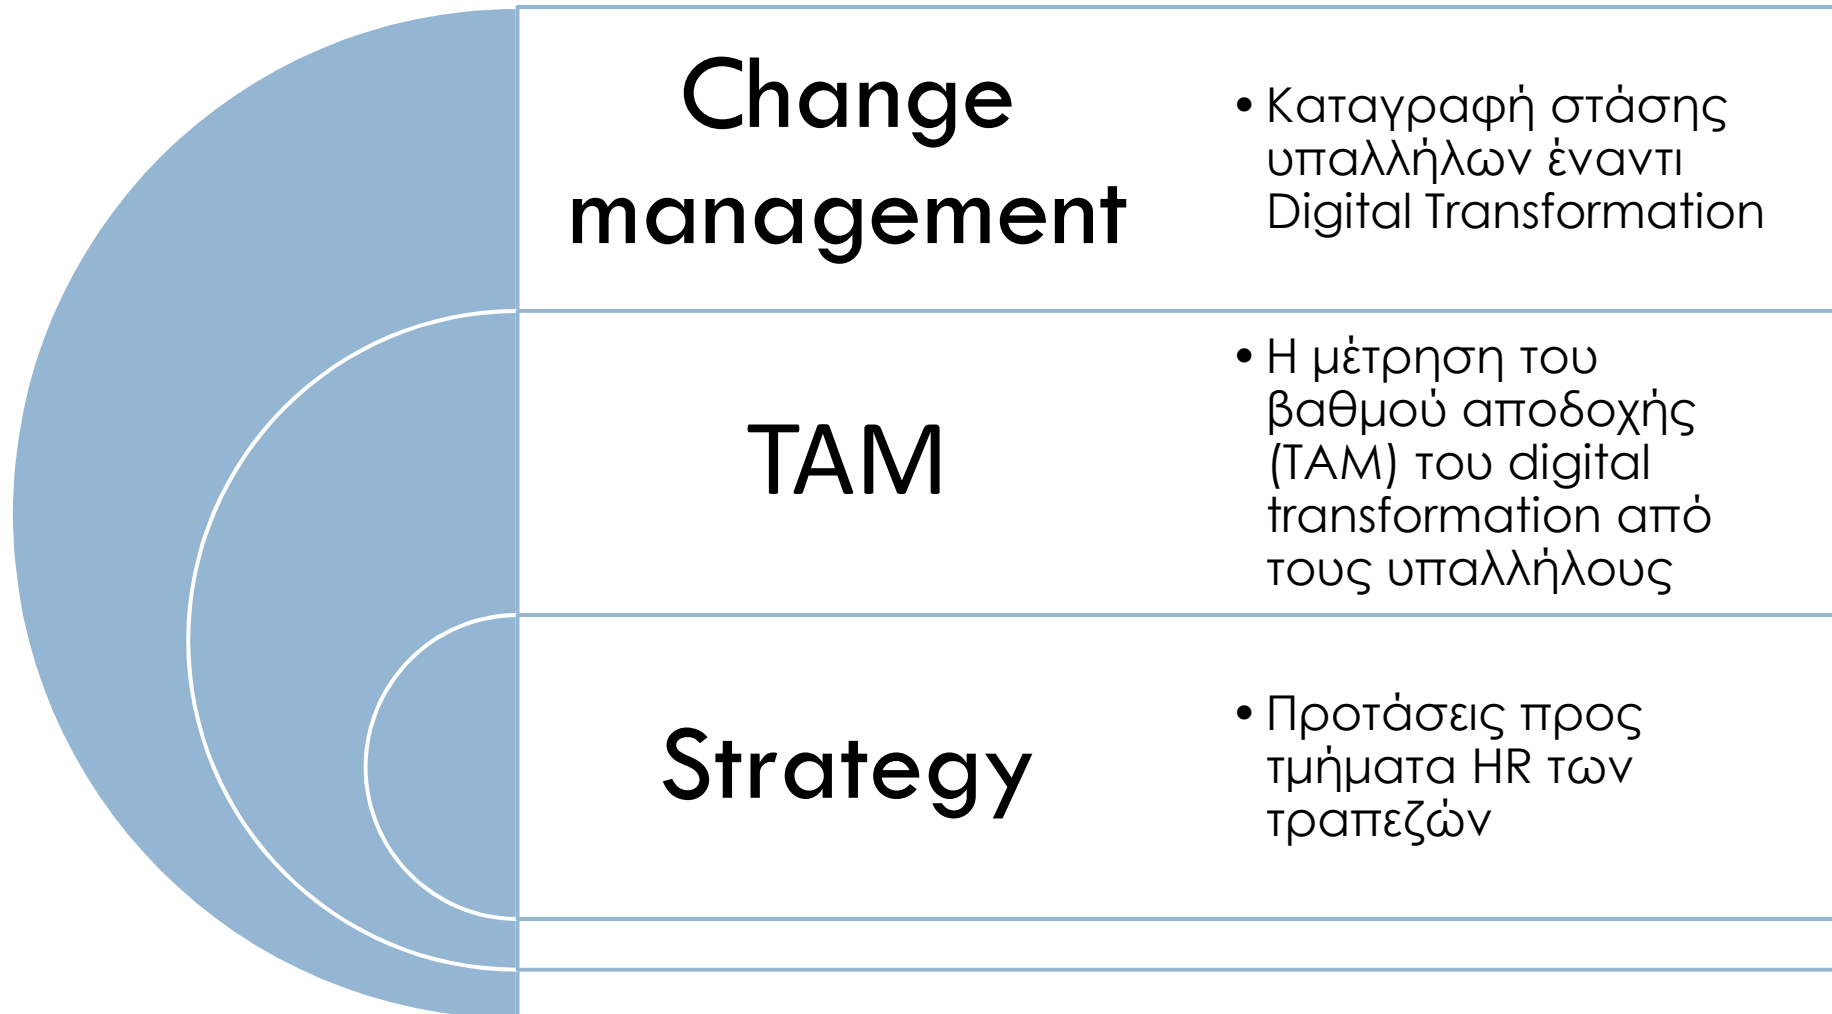 Change
management
• Καταγραφή στάσης
υπαλλήλων έναντι
Digital Transformation
TAM
• Η μέτρηση του
βαθμού αποδοχής
(TAM) του digital
transformation από
τους υπαλλήλους
Strategy
• Προτάσεις προς
τμήματα HR των
τραπεζών